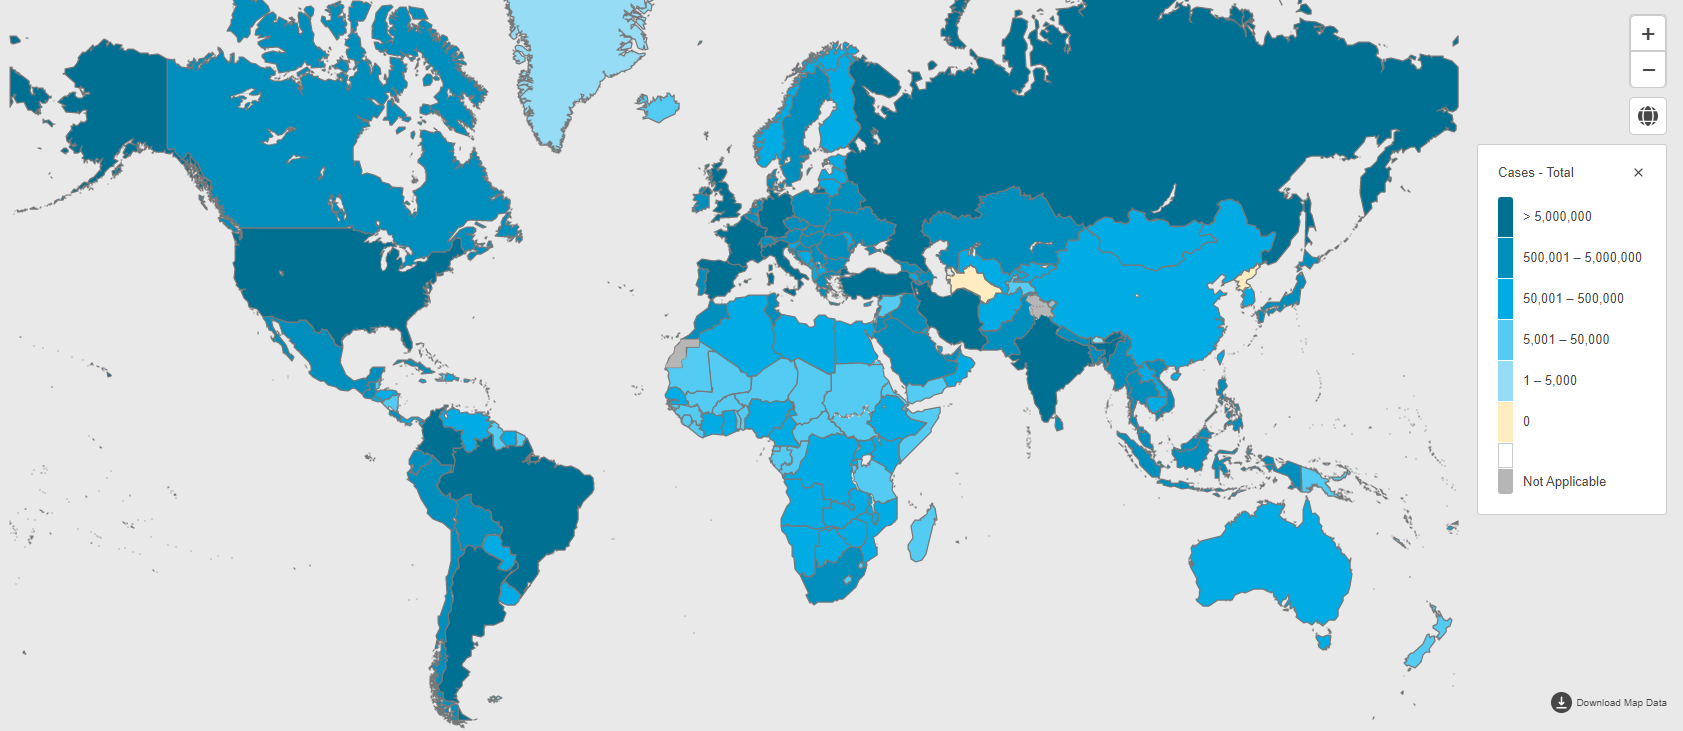 +
−
Cases - Total ×
> 5,000,000
500,001 – 5,000,000
50,001 – 500,000
5,001 – 50,000
1 – 5,000
0
Not Applicable
Download Map Data